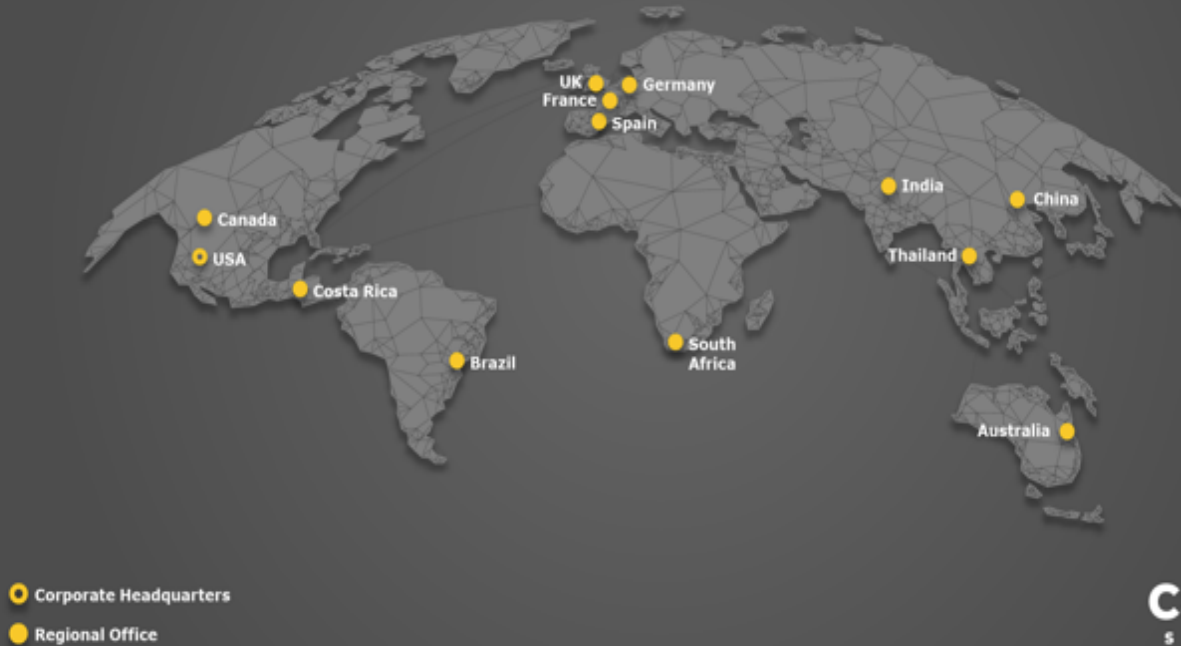 UK
Germany
France
Spain
India
China
Canada
USA
Thailand
Costa Rica
South
Africa
Brazil
Australia
Corporate Headquarters
Regional Office
C
s